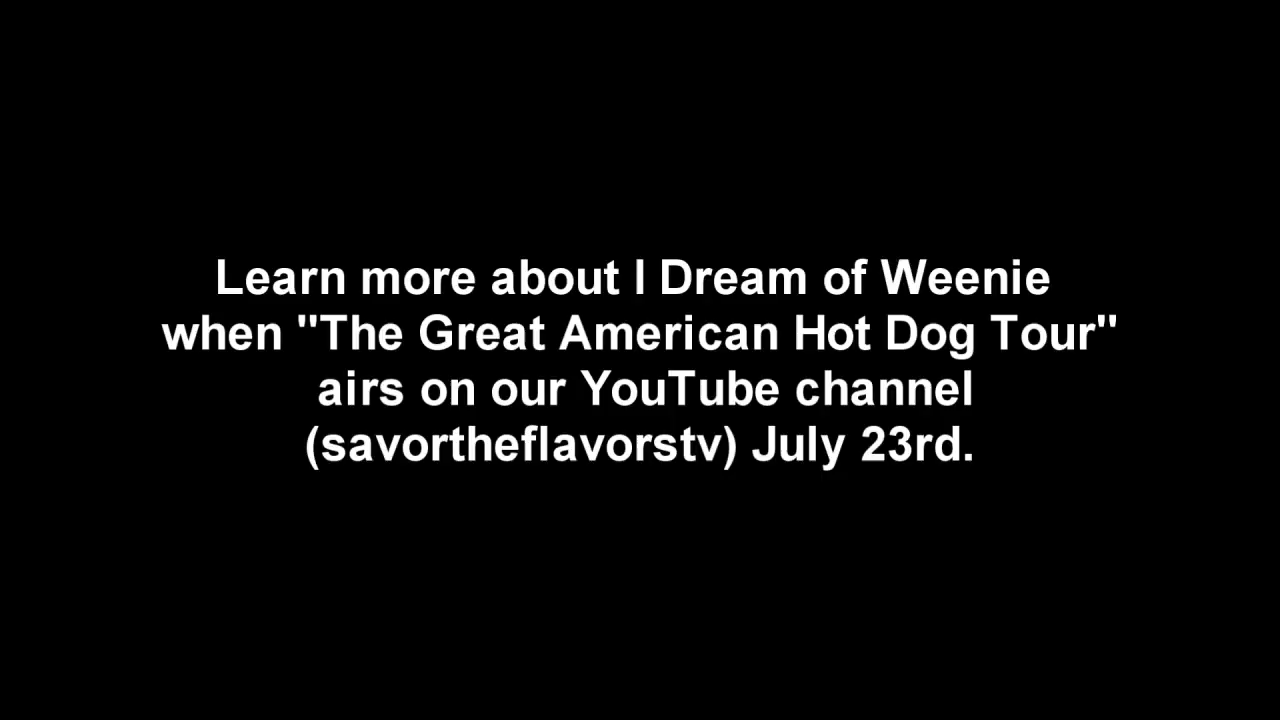 Learn more about I Dream of Weenie
when "The Great American Hot Dog Tour"
airs on our YouTube channel
(savortheflavorstv) July 23rd.